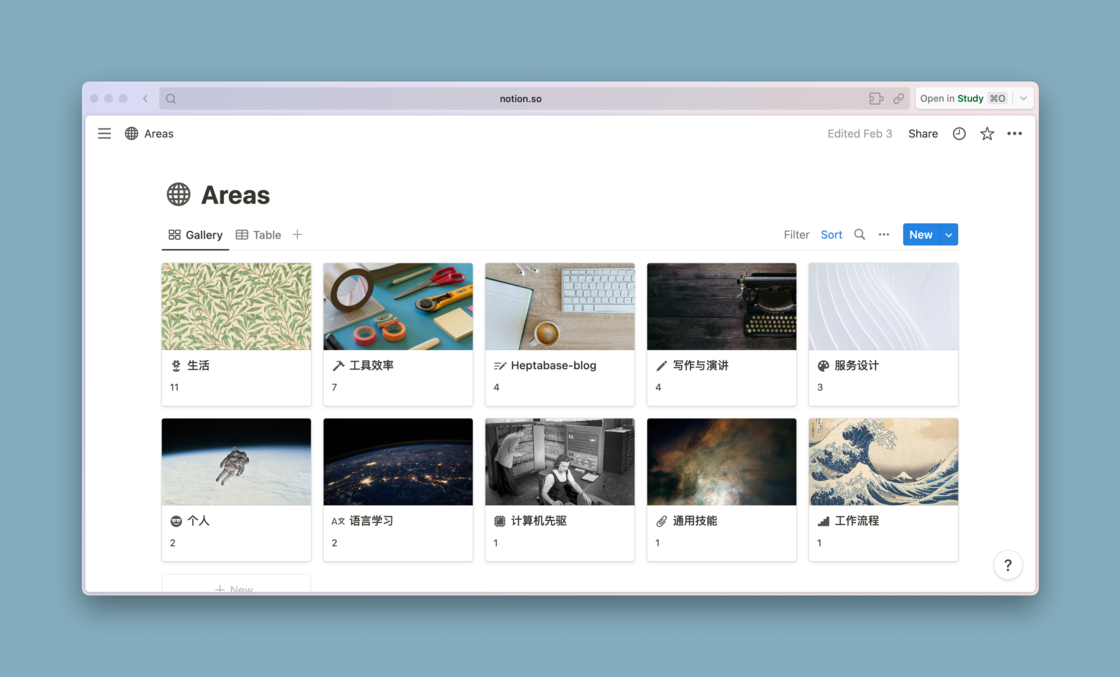 notion.so
Open in Study ⌘O
Areas
Edited Feb 3
Share
Areas
Gallery
Table
Filter
Sort
New
生活
11
工具效率
7
Heptabase-blog
4
写作与演讲
4
服务设计
3
个人
2
A文 语言学习
2
计算机先驱
1
通用技能
1
工作流程
1
+ New
?